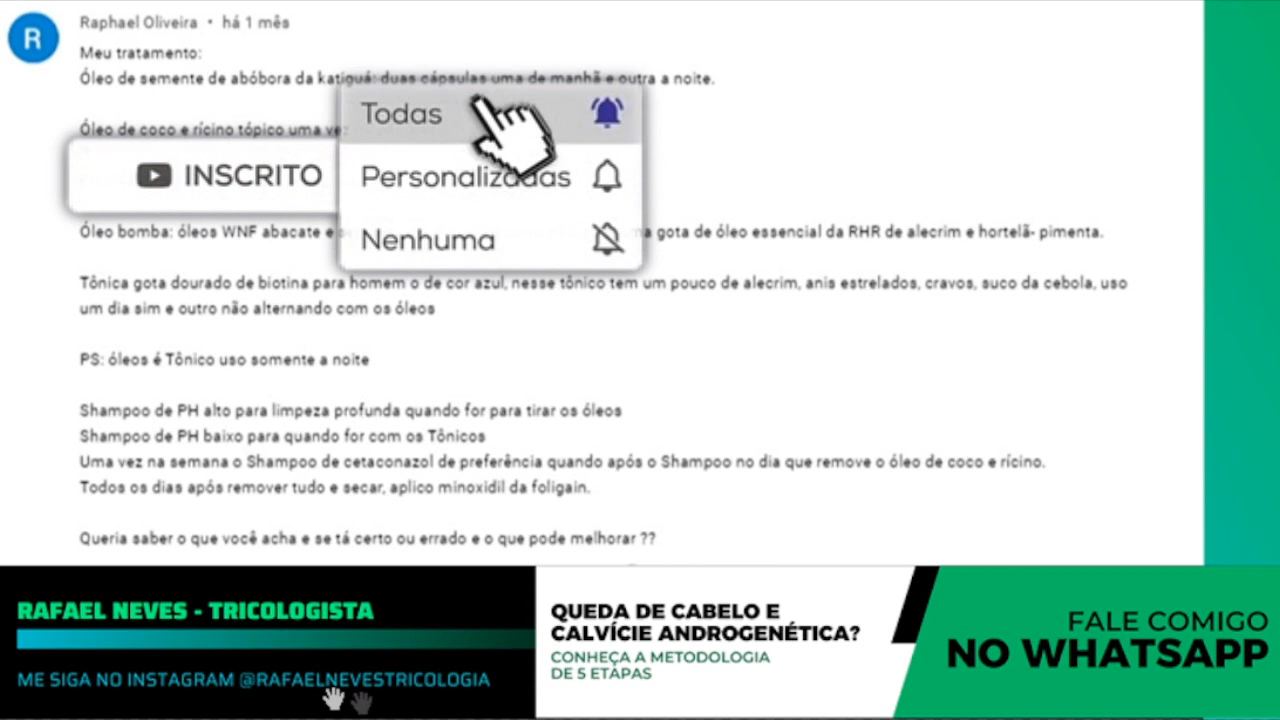 Raphael Oliveira • há 1 mês
Meu tratamento:
Óleo de semente de abóbora da katiguá: duas cápsulas uma de manhã e outra a noite.
Óleo de coco e rícino tópico uma vez
Todas
INSCRITO
Personalizadas
Óleo bomba: óleos WNF abacate e
gota de óleo essencial da RHR de alecrim e hortelã- pimenta.
Nenhuma
Tônica gota dourado de biotina para homem o de cor azul, nesse tônico tem um pouco de alecrim, anis estrelados, cravos, suco da cebola, uso
um dia sim e outro não alternando com os óleos
PS: óleos é Tônico uso somente a noite
Shampoo de PH alto para limpeza profunda quando for para tirar os óleos
Shampoo de PH baixo para quando for com os Tônicos
Uma vez na semana o Shampoo de cetaconazol de preferência quando após o Shampoo no dia que remove o óleo de coco e rícino.
Todos os dias após remover tudo e secar, aplico minoxidil da foligain.
Queria saber o que você acha e se tá certo ou errado e o que pode melhorar ??
RAFAEL NEVES - TRICOLOGISTA
ME SIGA NO INSTAGRAM @RAFAELNEVESTRICOLOGIA
QUEDA DE CABELO E
CALVÍCIE ANDROGENÉTICA?
CONHEÇA A METODOLOGIA
DE 5 ETAPAS
FALE COMIGO
NO WHATSAPP
R